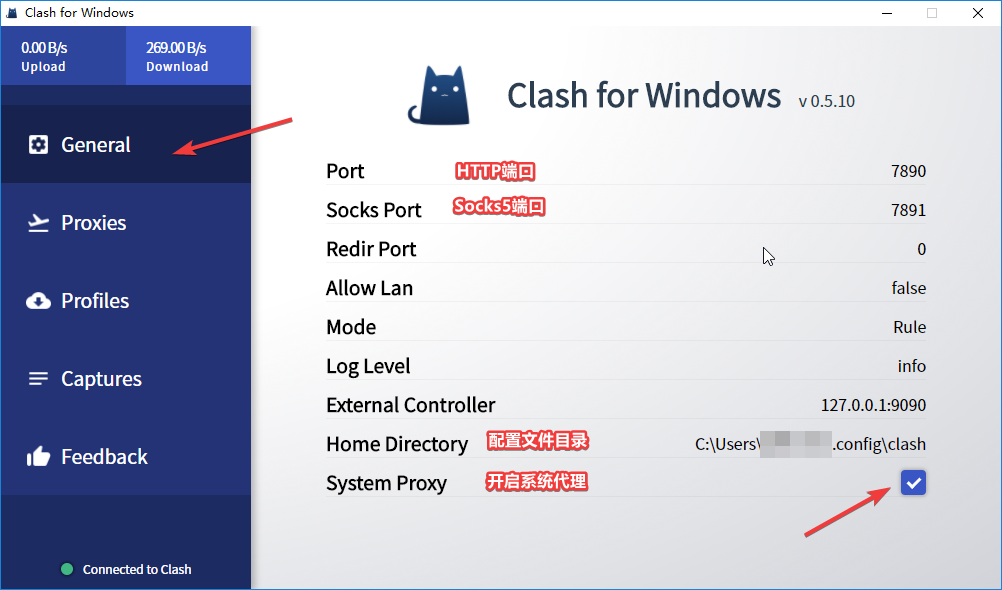 Clash for Windows
0.00 B/s 269.00 B/s
Upload Download
General
Proxies
Profiles
Captures
Feedback
Connected to Clash
Clash for Windows v 0.5.10
Port HTTP端口 7890
Socks Port Socks5端口 7891
Redir Port 0
Allow Lan false
Mode Rule
Log Level info
External Controller 127.0.0.1:9090
Home Directory 配置文件目录 C:\Users\ .config\clash
System Proxy 开启系统代理